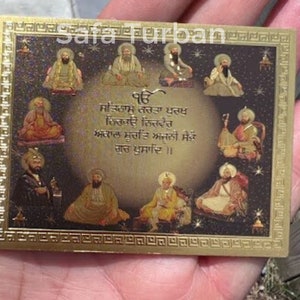 Safa Turban
ੴ
ਸਤਿਨਾਮੁ ਕਰਤਾ ਪੁਰਖੁ
ਨਿਰਭਉ ਨਿਰਵੈਰੁ
ਅਕਾਲ ਮੂਰਤਿ ਅਜੂਨੀ ਸੈਭੰ
ਗੁਰ ਪ੍ਰਸਾਦਿ ॥